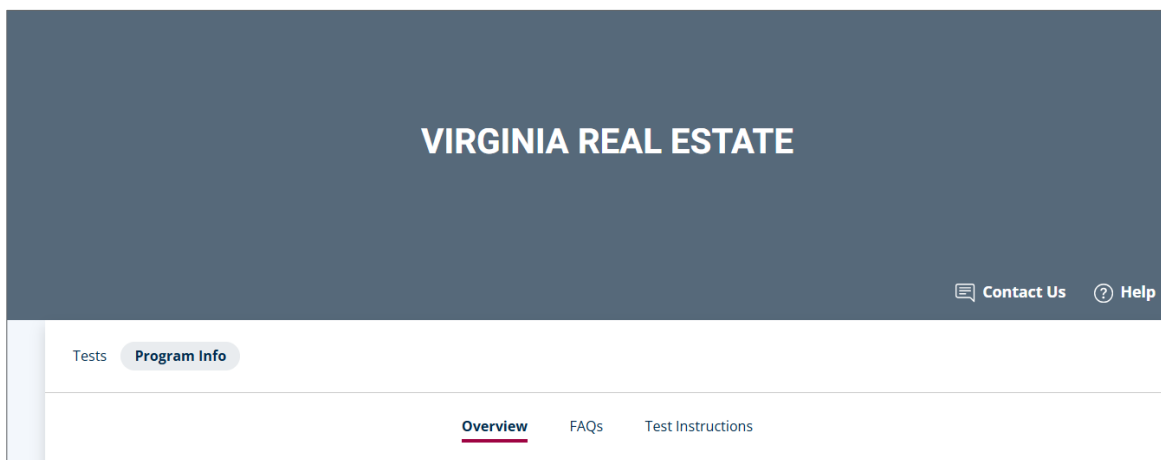 VIRGINIA REAL ESTATE
Contact Us Help
Tests Program Info
Overview FAQs Test Instructions